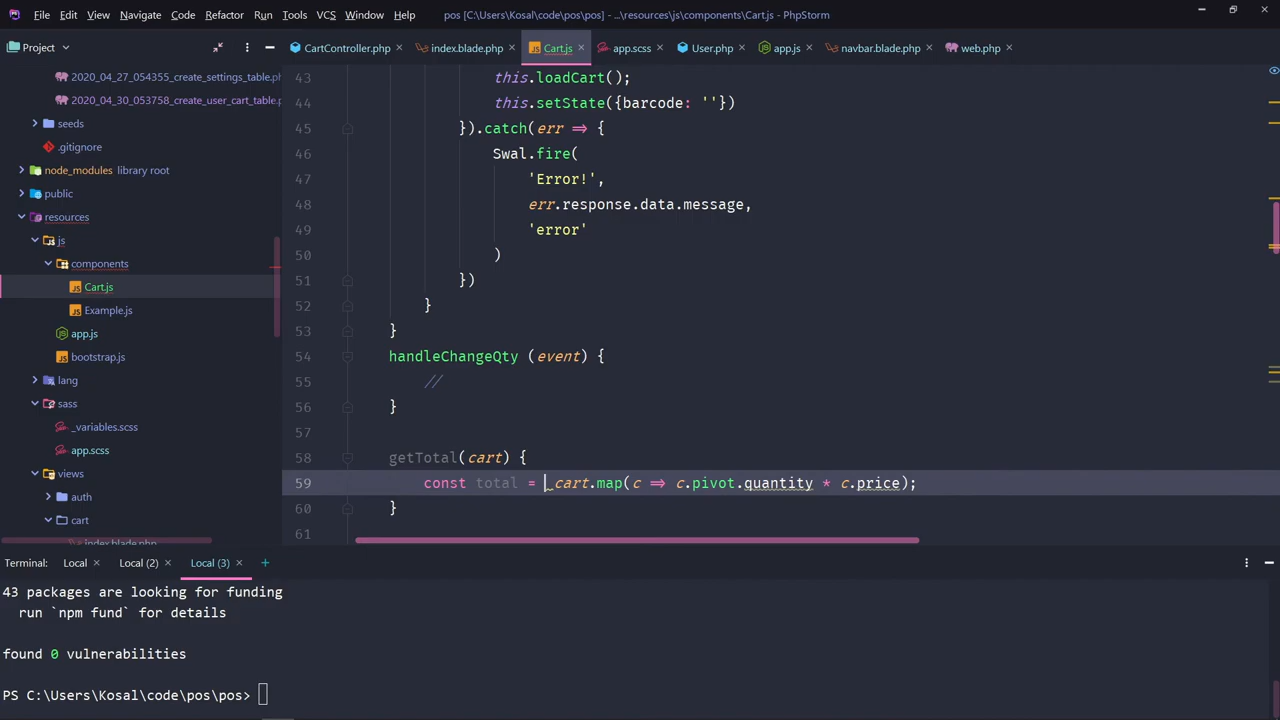 File Edit View Navigate Code Refactor Run Tools VCS Window Help pos [C:\Users\Kosal\code\pos\pos] - ...\resources\js\components\Cart.js - PhpStorm
Project
CartController.php index.blade.php Cart.js app.scss User.php app.js navbar.blade.php web.php
2020_04_27_054355_create_settings_table.ph
2020_04_30_053758_create_user_cart_table.ph
seeds
.gitignore
node_modules library root
public
resources
js
components
Cart.js
Example.js
app.js
bootstrap.js
lang
sass
_variables.scss
app.scss
views
auth
cart
index.blade.php
43 this.loadCart();
44 this.setState({barcode: ''})
45 }).catch(err => {
46 Swal.fire(
47 'Error!',
48 err.response.data.message,
49 'error'
50 )
51 })
52 }
53 }
54 handleChangeQty (event) {
55 //
56 }
57
58 getTotal(cart) {
59 const total = cart.map(c => c.pivot.quantity * c.price);
60 }
61
Terminal: Local Local (2) Local (3) +
43 packages are looking for funding
run `npm fund` for details
found 0 vulnerabilities
PS C:\Users\Kosal\code\pos\pos>